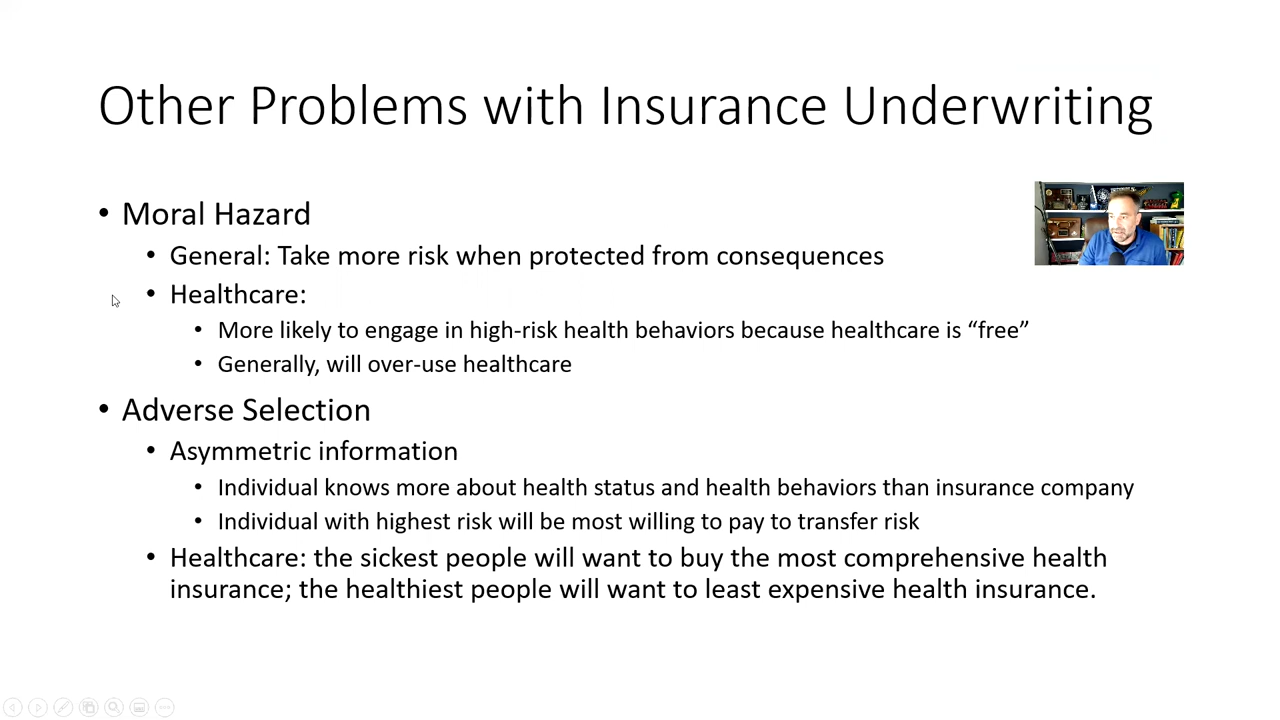 Other Problems with Insurance Underwriting
• Moral Hazard
• General: Take more risk when protected from consequences
• Healthcare:
• More likely to engage in high-risk health behaviors because healthcare is “free”
• Generally, will over-use healthcare
• Adverse Selection
• Asymmetric information
• Individual knows more about health status and health behaviors than insurance company
• Individual with highest risk will be most willing to pay to transfer risk
• Healthcare: the sickest people will want to buy the most comprehensive health
insurance; the healthiest people will want to least expensive health insurance.